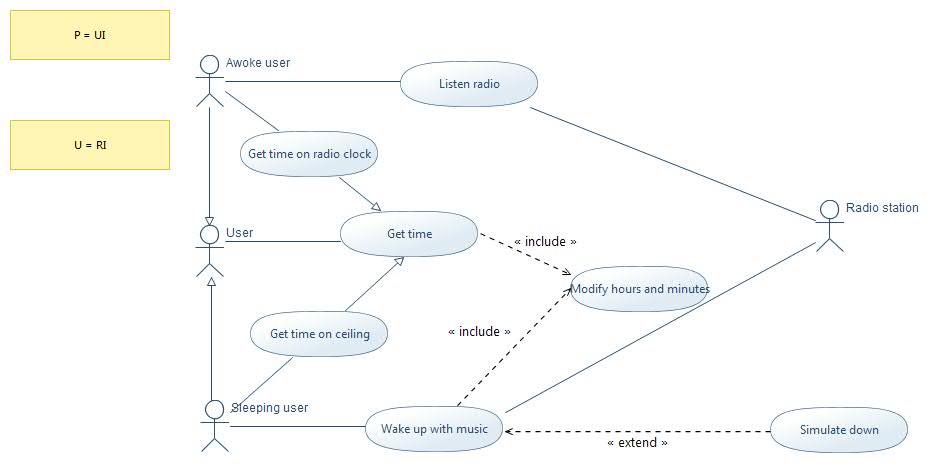 P = UI
Awoke user
Listen radio
U = RI
Get time on radio clock
Radio station
User
Get time
« include »
Modify hours and minutes
« include »
Get time on ceiling
Sleeping user
Wake up with music
« extend »
Simulate down